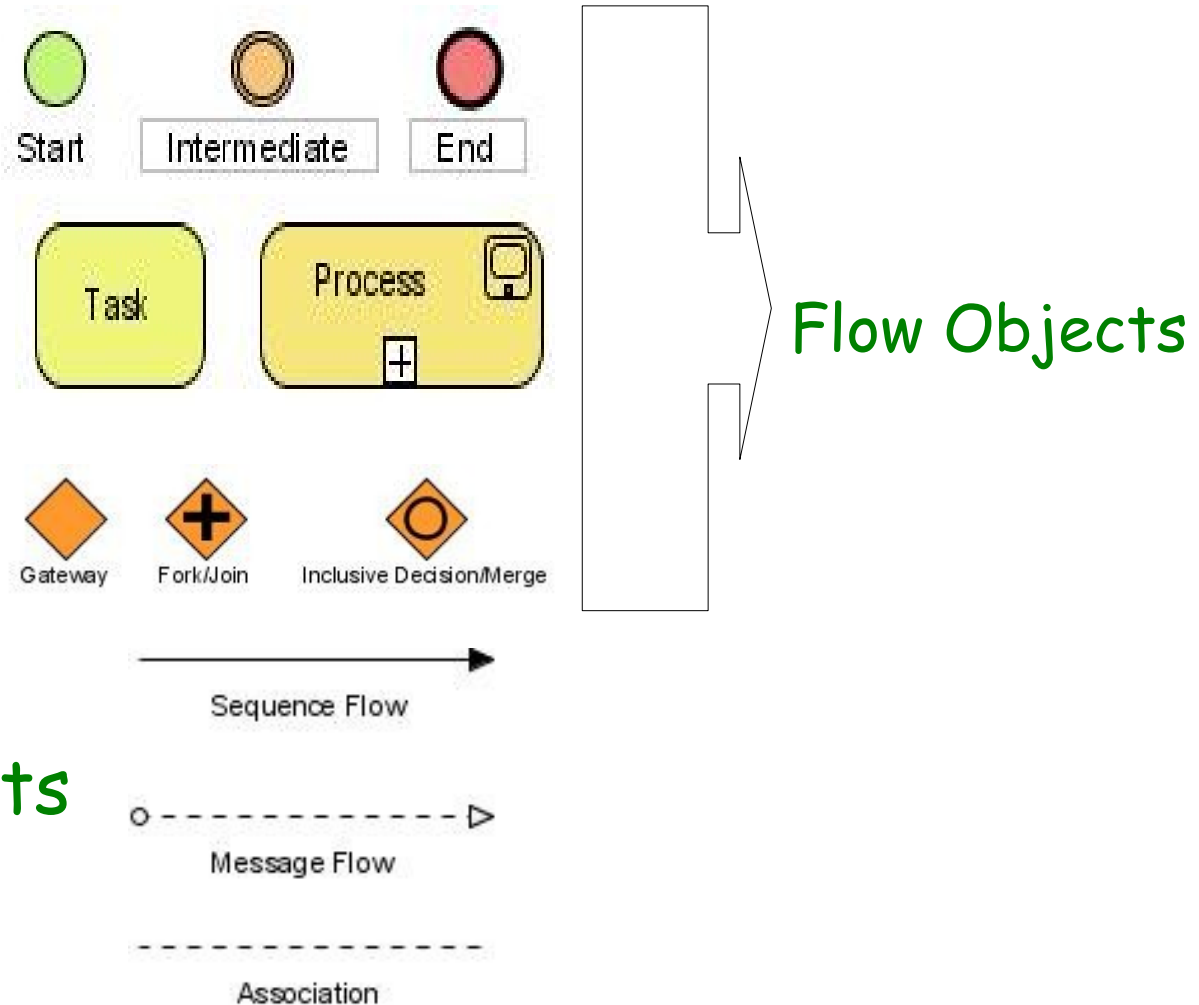 Start Intermediate End
Task Process
Flow Objects
Gateway Fork/Join Inclusive Decision/Merge
Sequence Flow
ts
Message Flow
Association